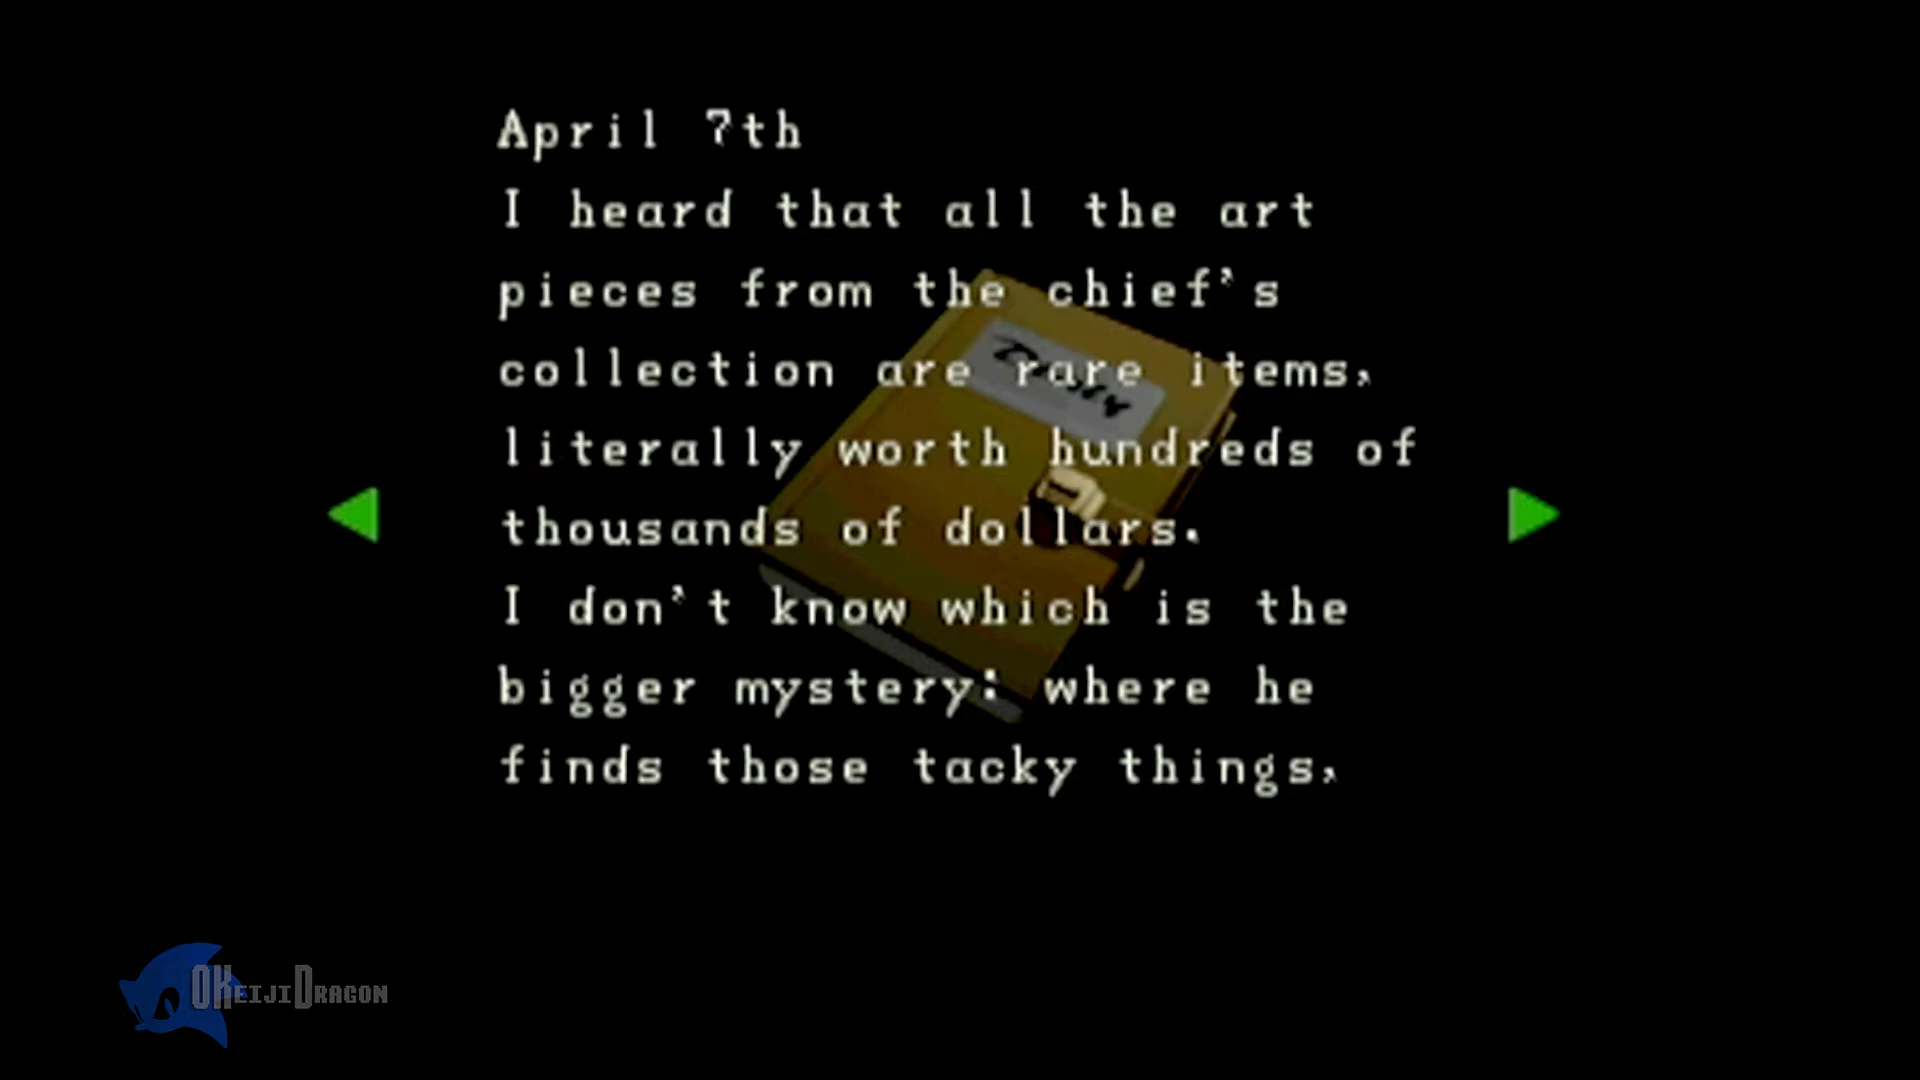 April 7th
I heard that all the art
pieces from the chief's
collection are rare items,
literally worth hundreds of
thousands of dollars.
I don't know which is the
bigger mystery: where he
finds those tacky things,
Diary
OKeijiDragon